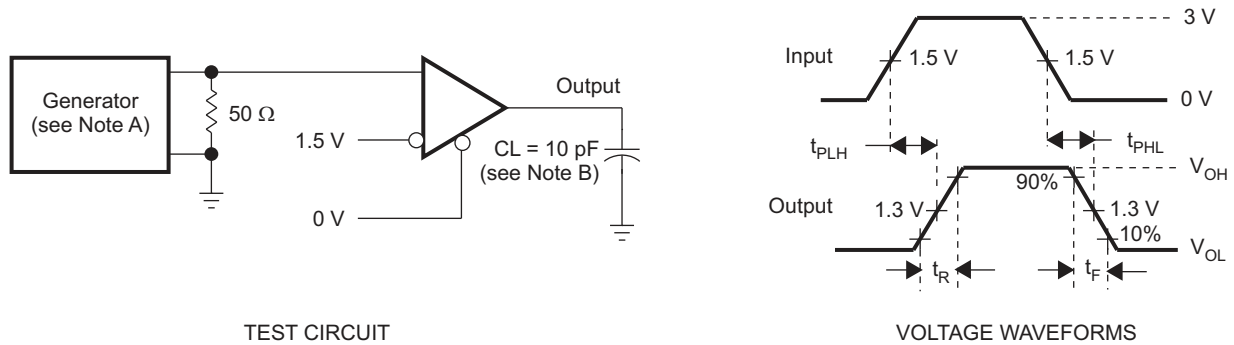 Generator
(see Note A)
50 Ω
1.5 V
0 V
Output
CL = 10 pF
(see Note B)
TEST CIRCUIT
3 V
Input
1.5 V
1.5 V
0 V
tPLH
tPHL
VOH
90%
Output
1.3 V
1.3 V
10%
VOL
tR
tF
VOLTAGE WAVEFORMS